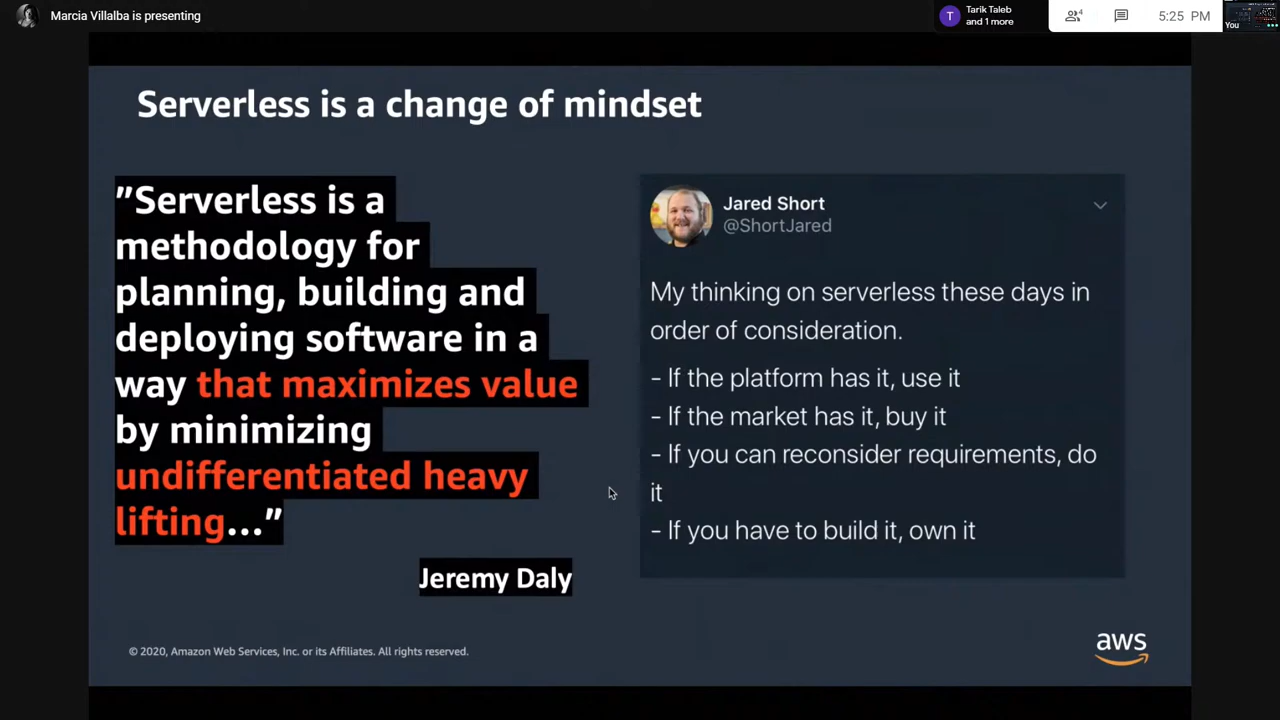 Marcia Villalba is presenting
Tarik Taleb
and 1 more
T
4
5:25 PM
You
Serverless is a change of mindset
”Serverless is a
methodology for
planning, building and
deploying software in a
way that maximizes value
by minimizing
undifferentiated heavy
lifting...”
Jeremy Daly
Jared Short
@ShortJared
My thinking on serverless these days in
order of consideration.
- If the platform has it, use it
- If the market has it, buy it
- If you can reconsider requirements, do
it
- If you have to build it, own it
© 2020, Amazon Web Services, Inc. or its Affiliates. All rights reserved.
aws